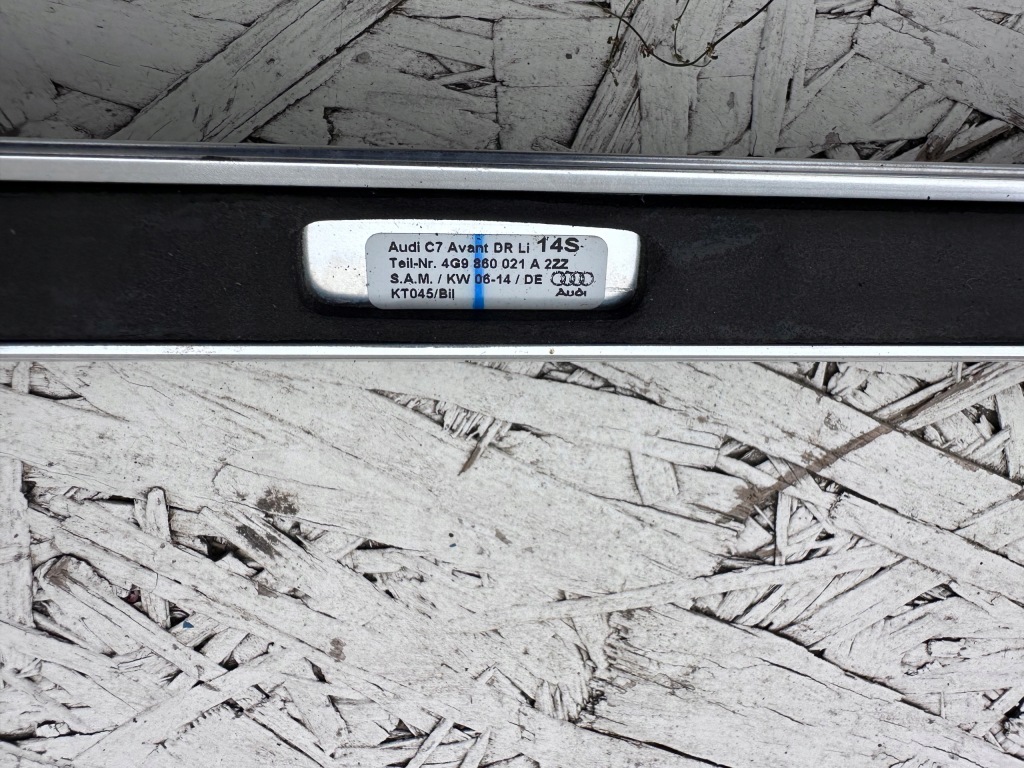 Audi C7 Avant DR Li 14S
Teil-Nr. 4G9 860 021 A 2ZZ
S.A.M. / KW 06-14 / DE
KT045/Bil
Audi